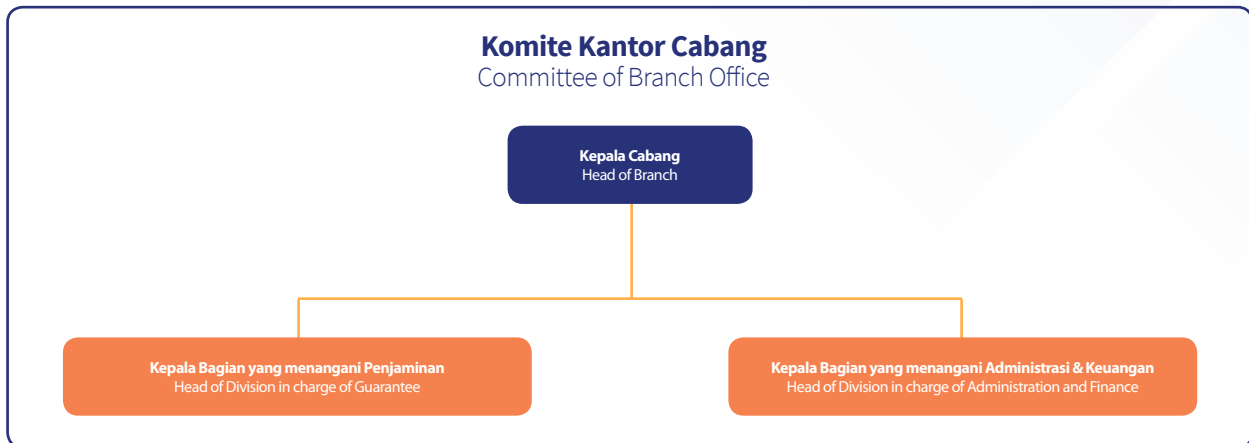 Komite Kantor Cabang
Committee of Branch Office
Kepala Cabang
Head of Branch
Kepala Bagian yang menangani Penjaminan
Head of Division in charge of Guarantee
Kepala Bagian yang menangani Administrasi & Keuangan
Head of Division in charge of Administration and Finance